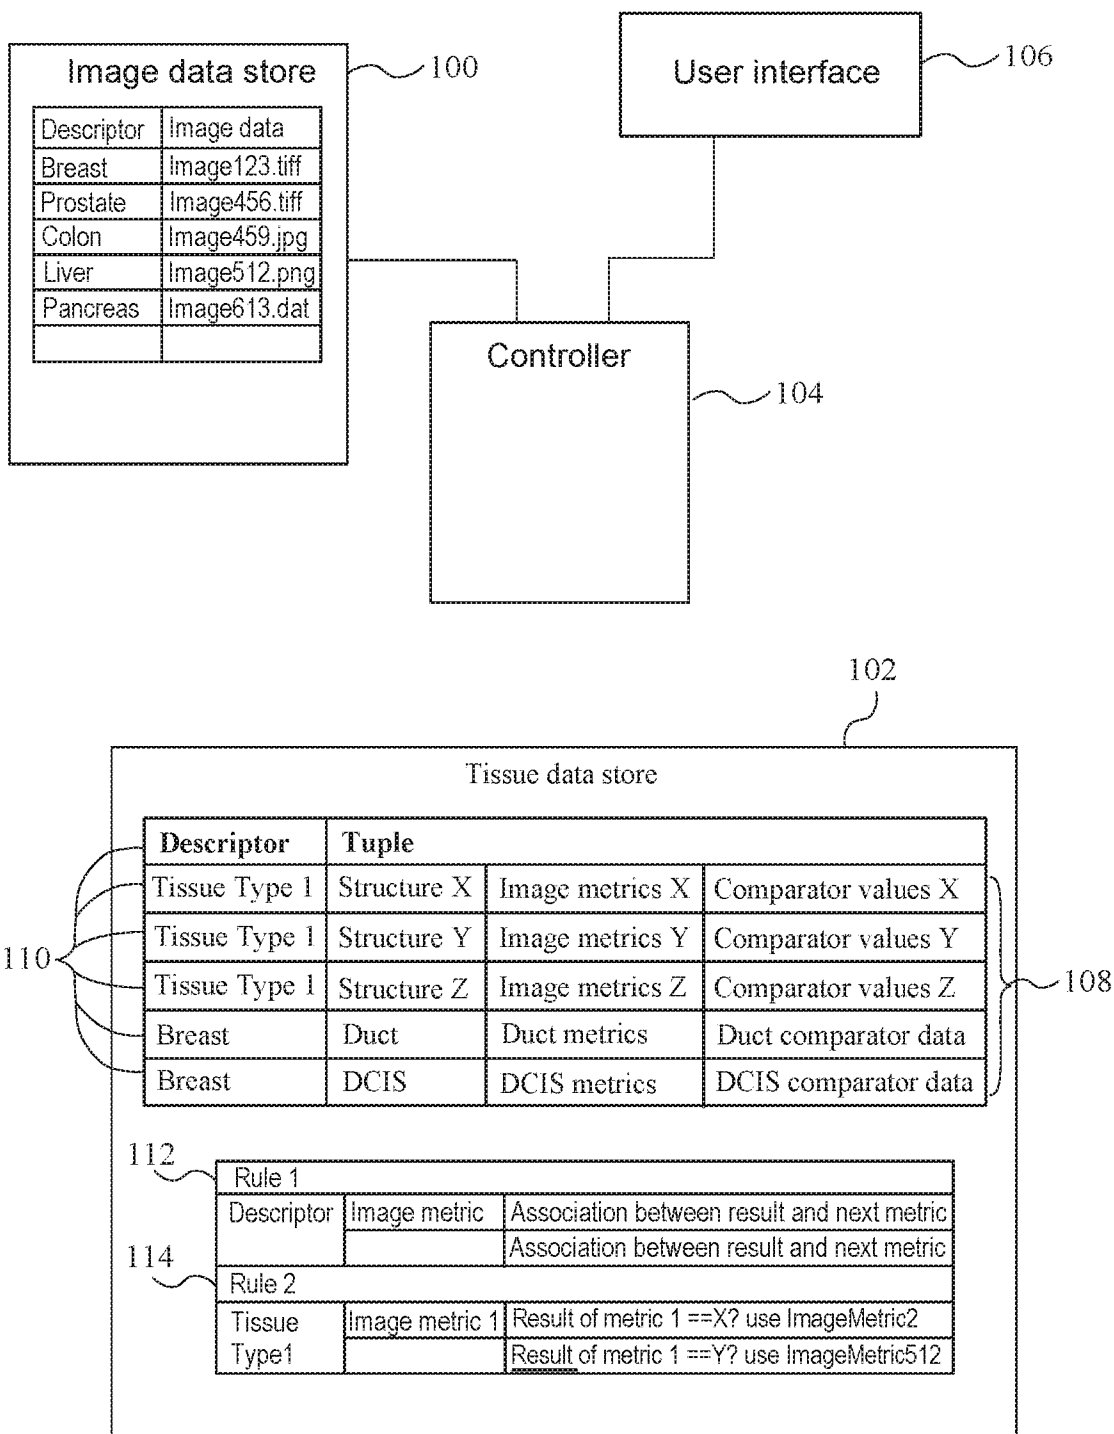 Image data store
100
Descriptor Image data
Breast Image123.tiff
Prostate Image456.tiff
Colon Image459.jpg
Liver Image512.png
Pancreas Image613.dat
User interface
106
Controller
104
102
Tissue data store
Descriptor Tuple
Tissue Type 1 Structure X Image metrics X Comparator values X
Tissue Type 1 Structure Y Image metrics Y Comparator values Y
Tissue Type 1 Structure Z Image metrics Z Comparator values Z
Breast Duct Duct metrics Duct comparator data
Breast DCIS DCIS metrics DCIS comparator data
110
108
112
Rule 1
Descriptor Image metric Association between result and next metric
Association between result and next metric
114
Rule 2
Tissue Image metric 1 Result of metric 1 ==X? use ImageMetric2
Type1 Result of metric 1 ==Y? use ImageMetric512